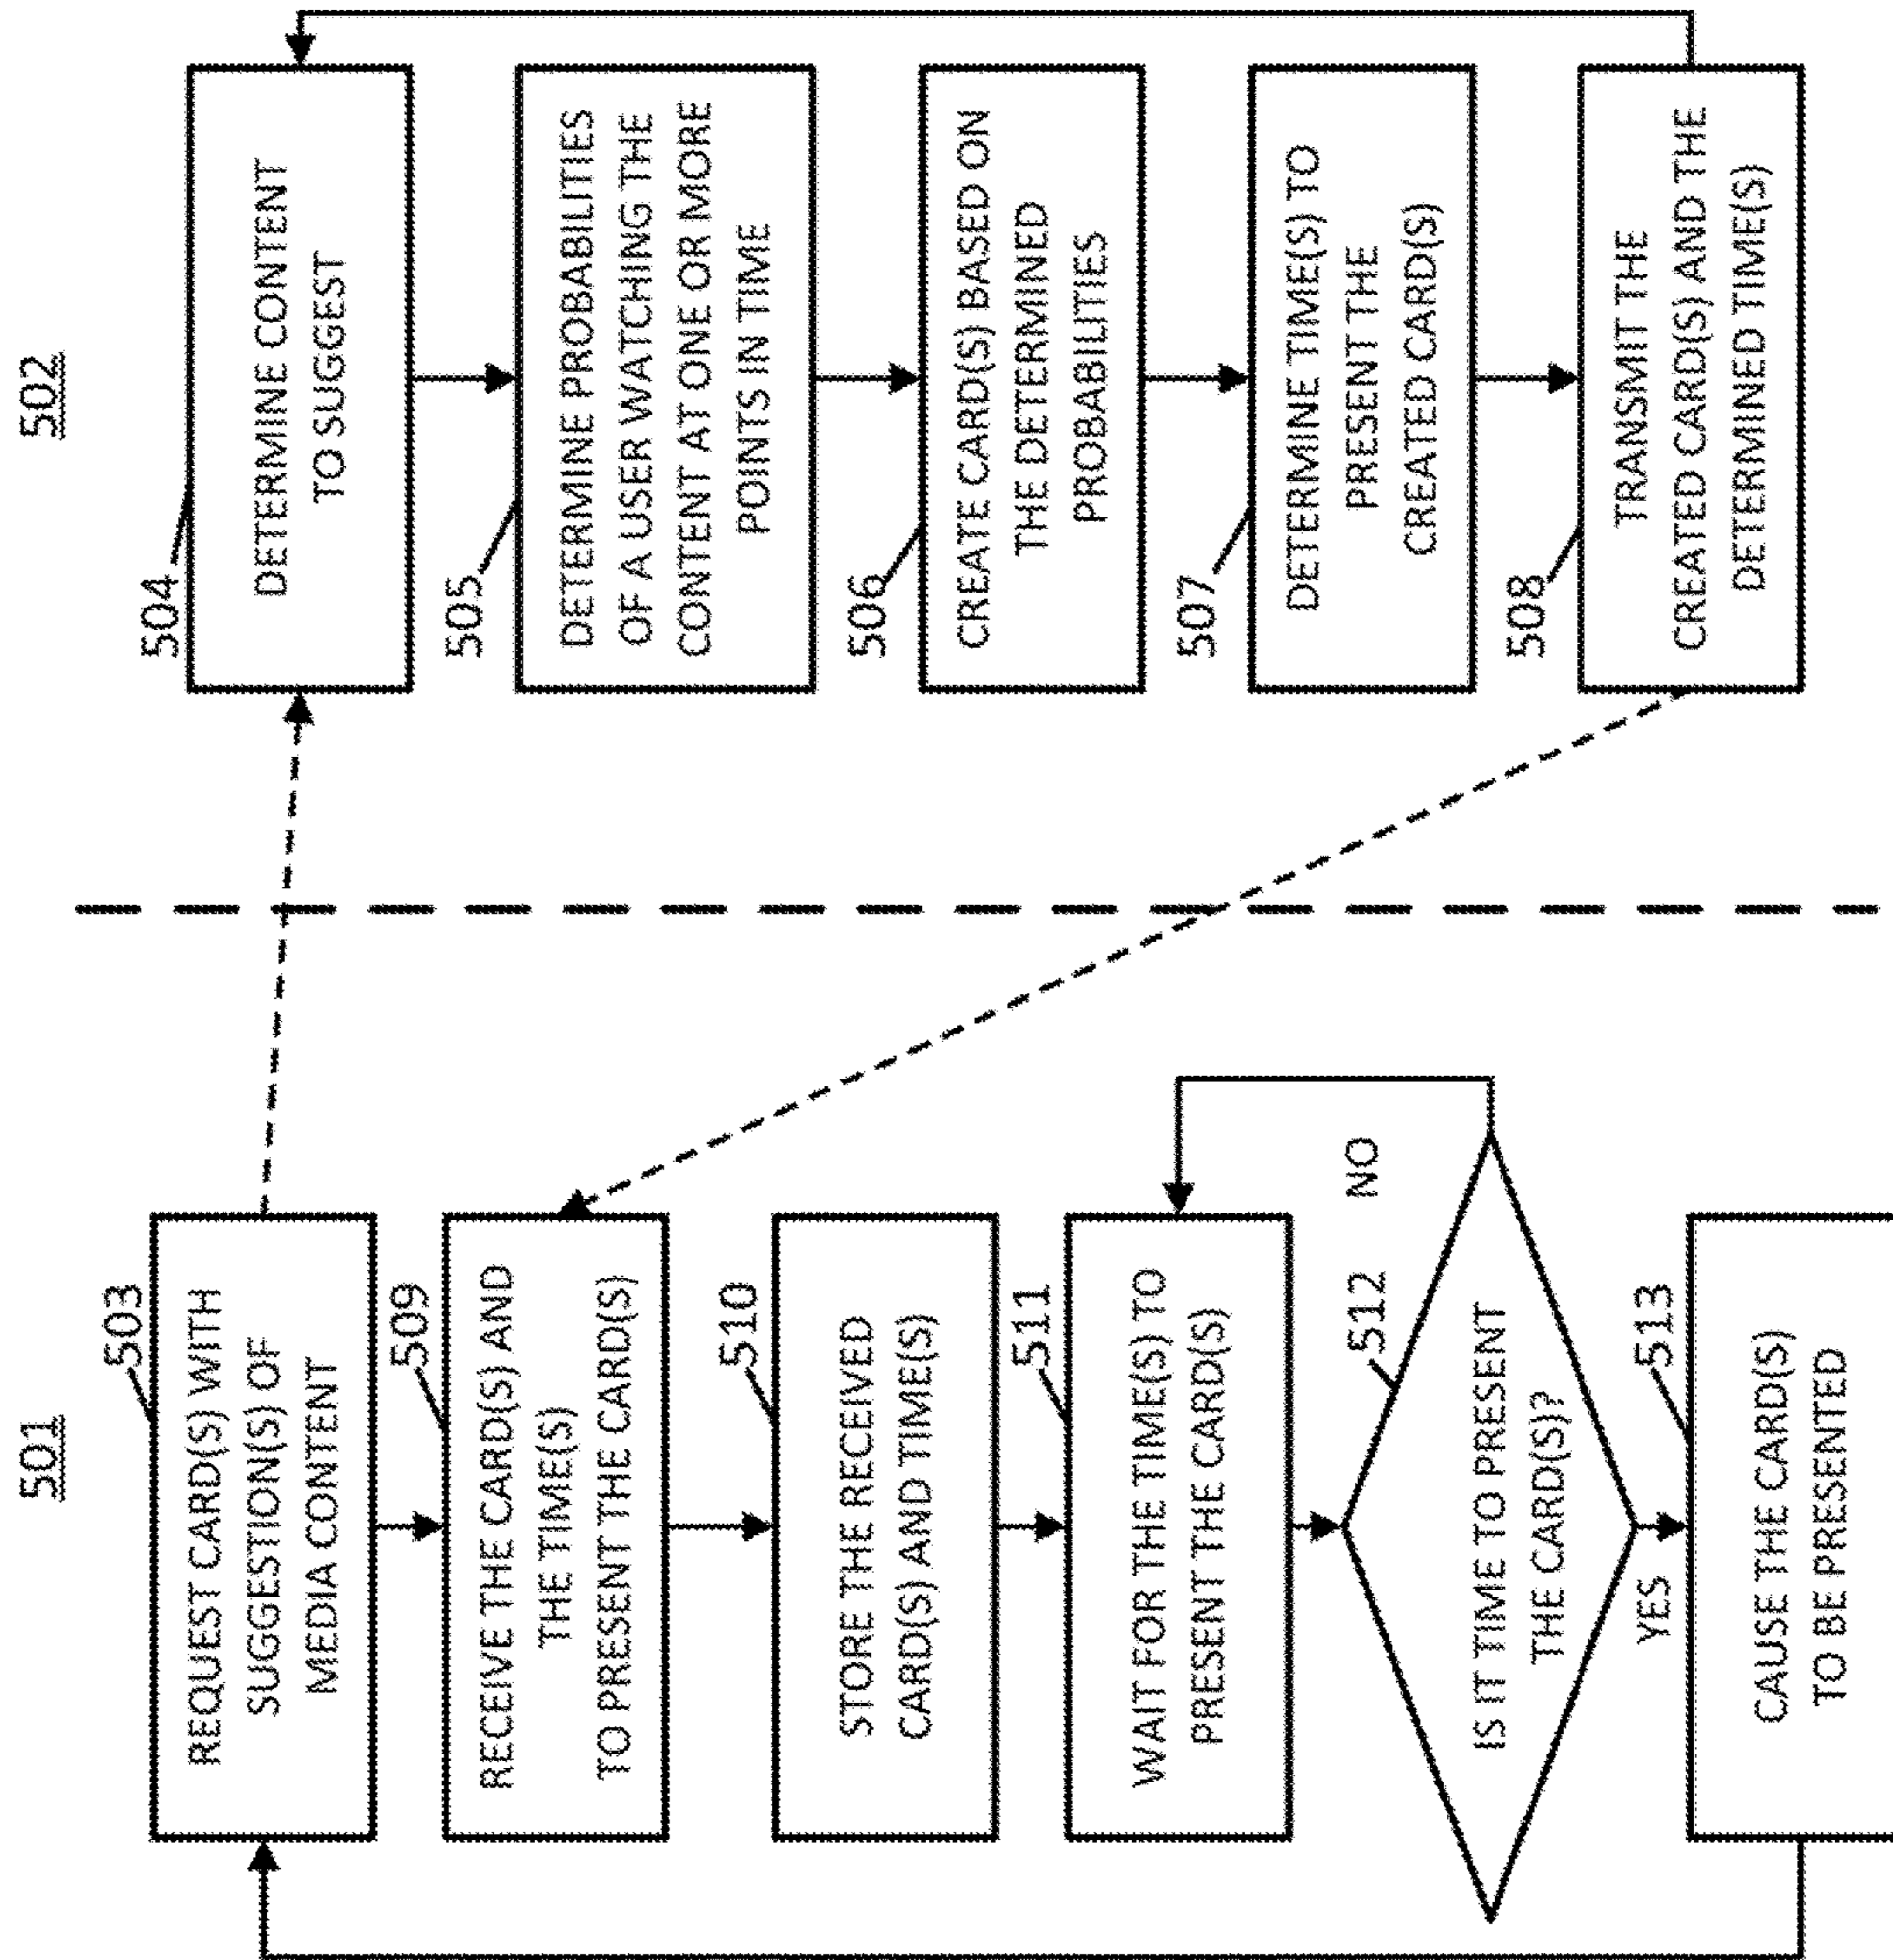 501
503
REQUEST CARD(S) WITH
SUGGESTION(S) OF
MEDIA CONTENT
509
RECEIVE THE CARD(S) AND
THE TIME(S)
TO PRESENT THE CARD(S)
510
STORE THE RECEIVED
CARD(S) AND TIME(S)
511
WAIT FOR THE TIME(S) TO
PRESENT THE CARD(S)
NO
512
IS IT TIME TO PRESENT
THE CARD(S)?
YES
513
CAUSE THE CARD(S)
TO BE PRESENTED
502
504
DETERMINE CONTENT
TO SUGGEST
505
DETERMINE PROBABILITIES
OF A USER WATCHING THE
CONTENT AT ONE OR MORE
POINTS IN TIME
506
CREATE CARD(S) BASED ON
THE DETERMINED
PROBABILITIES
507
DETERMINE TIME(S) TO
PRESENT THE
CREATED CARD(S)
508
TRANSMIT THE
CREATED CARD(S) AND THE
DETERMINED TIME(S)